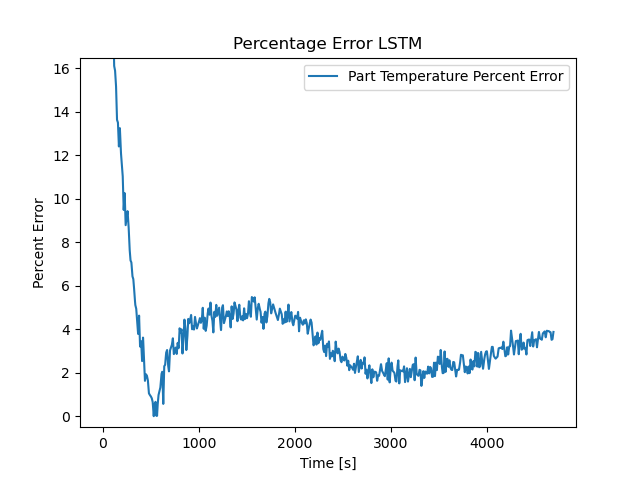 Percentage Error LSTM
Part Temperature Percent Error
Percent Error
16
14
12
10
8
6
4
2
0
0 1000 2000 3000 4000
Time [s]